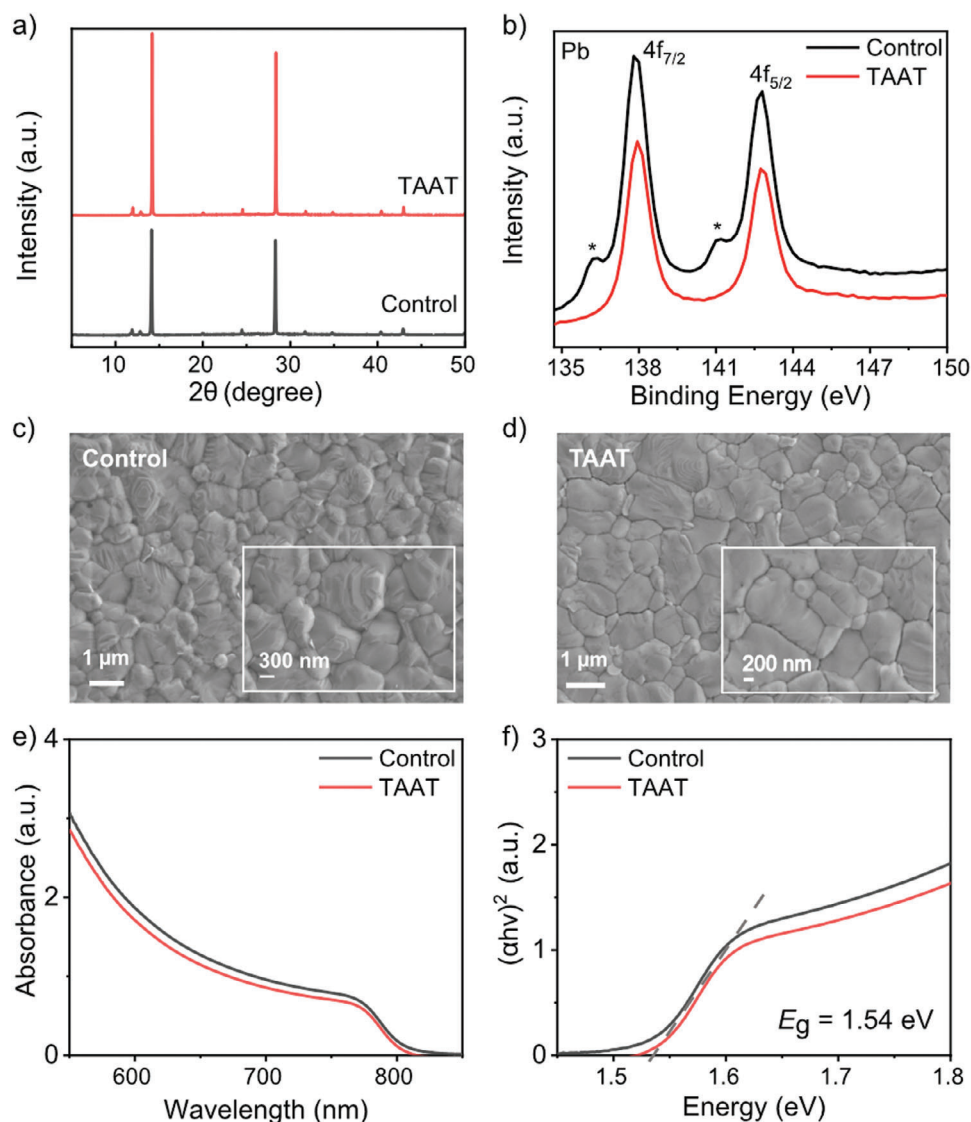 a)
Intensity (a.u.)
TAAT
Control
10 20 30 40 50
2θ (degree)
b)
Pb
4f7/2
4f5/2
Control
TAAT
*
*
Intensity (a.u.)
135 138 141 144 147 150
Binding Energy (eV)
c)
Control
1 µm
300 nm
d)
TAAT
1 µm
200 nm
e)
4
2
0
Control
TAAT
Absorbance (a.u.)
600 700 800
Wavelength (nm)
f)
3
2
1
0
Control
TAAT
(αhν)²
(a.u.)
Eg = 1.54 eV
1.5 1.6 1.7 1.8
Energy (eV)